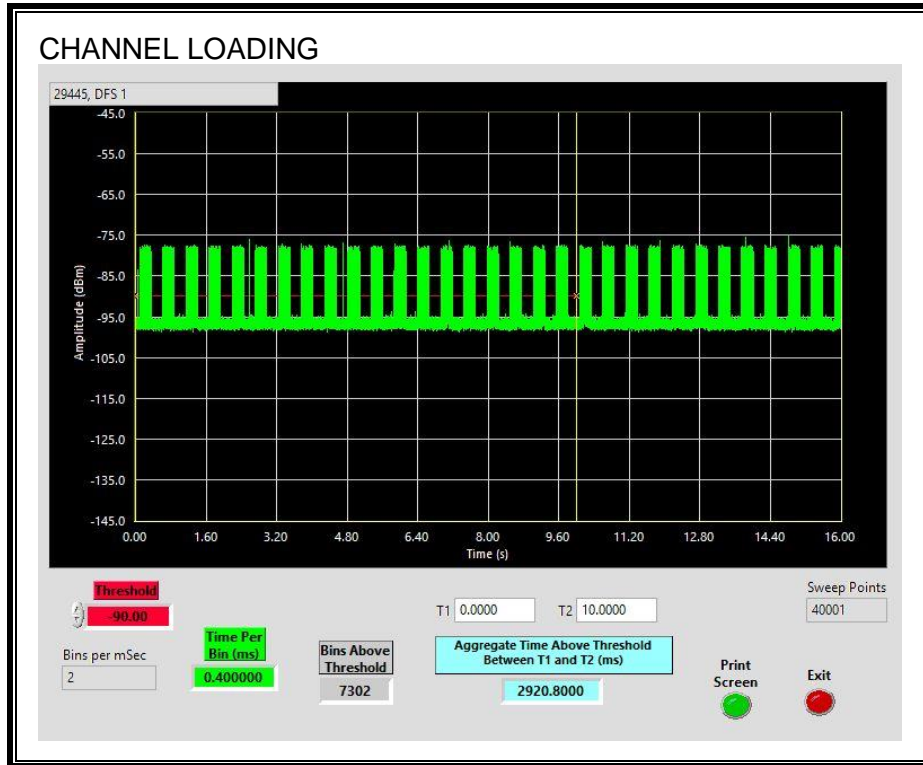 CHANNEL LOADING
29445, DFS 1
-45.0
-55.0
-65.0
-75.0
-85.0
-95.0
-105.0
-115.0
-125.0
-135.0
-145.0
Amplitude (dBm)
0.00 1.60 3.20 4.80 6.40 8.00 9.60 11.20 12.80 14.40 16.00
Time (s)
Threshold
-90.00
Bins per mSec
2
Time Per
Bin (ms)
0.400000
Bins Above
Threshold
7302
T1 0.0000 T2 10.0000
Aggregate Time Above Threshold
Between T1 and T2 (ms)
2920.8000
Sweep Points
40001
Print
Screen
Exit